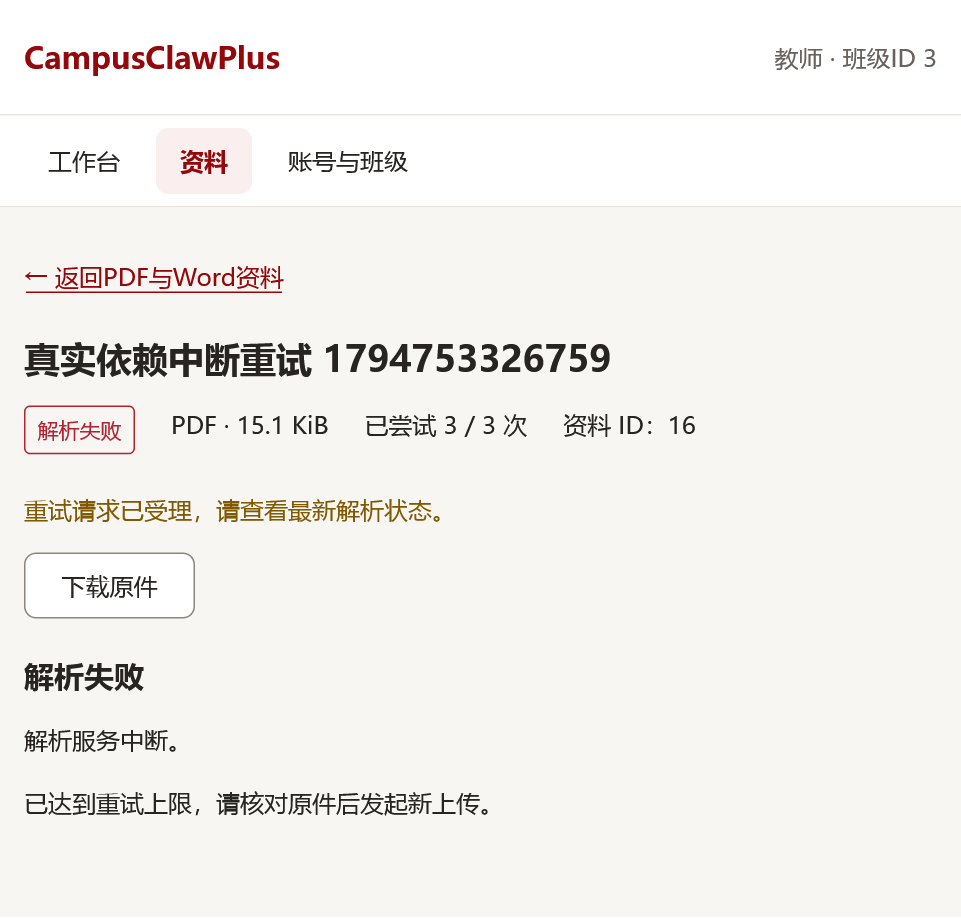 CampusClawPlus
教师 · 班级ID 3
工作台 资料 账号与班级
← 返回PDF与Word资料
真实依赖中断重试 1794753326759
解析失败 PDF · 15.1 KiB 已尝试 3 / 3 次 资料 ID：16
重试请求已受理，请查看最新解析状态。
下载原件
解析失败
解析服务中断。
已达到重试上限，请核对原件后发起新上传。